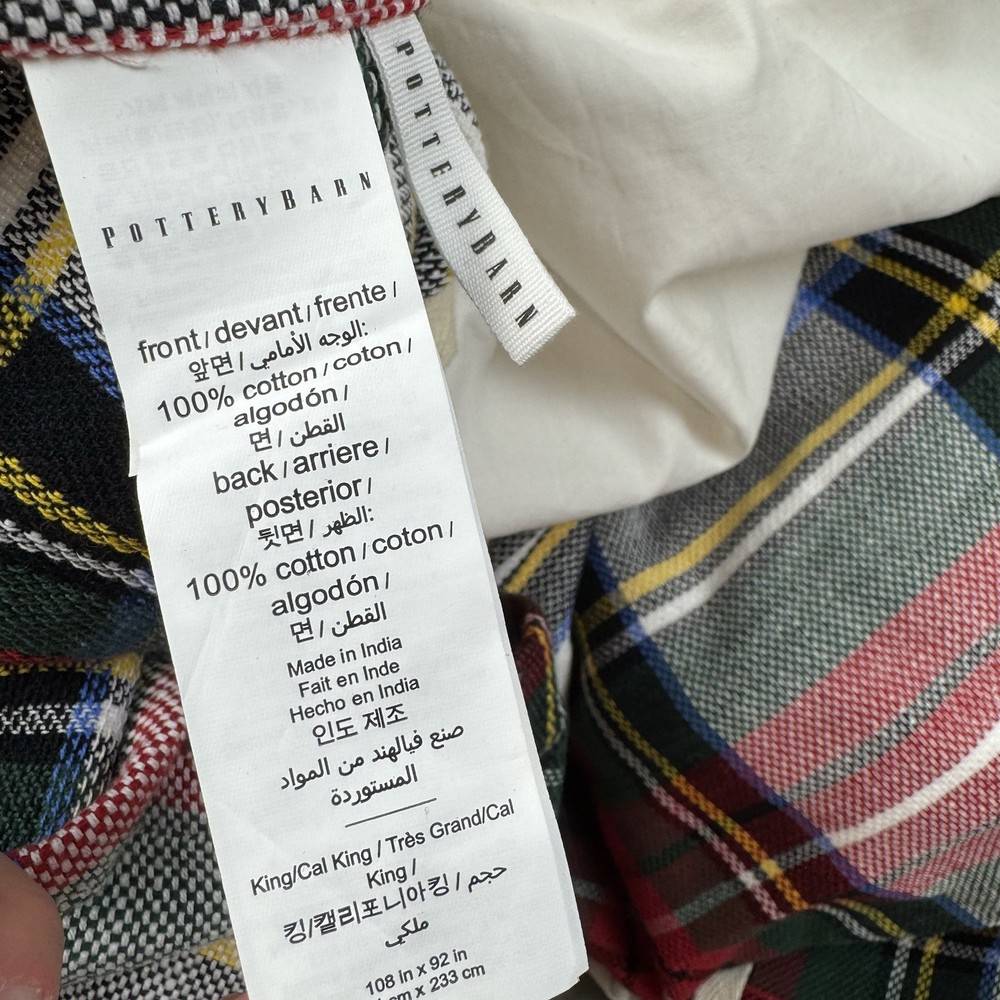 POTTERYBARN
POTTERYBARN
front / devant / frente /
앞면 / الوجه الأمامي:
100% cotton / coton /
algodón /
면 / القطن
back / arriere /
posterior /
뒷면 / الظهر:
100% cotton / coton /
algodón /
면 / القطن
Made in India
Fait en Inde
Hecho en India
인도 제조
صنع فيالهند من المواد
المستوردة
King/Cal King / Très Grand/Cal
King /
킹/캘리포니아킹 / حجم
ملكي
108 in x 92 in
cm x 233 cm